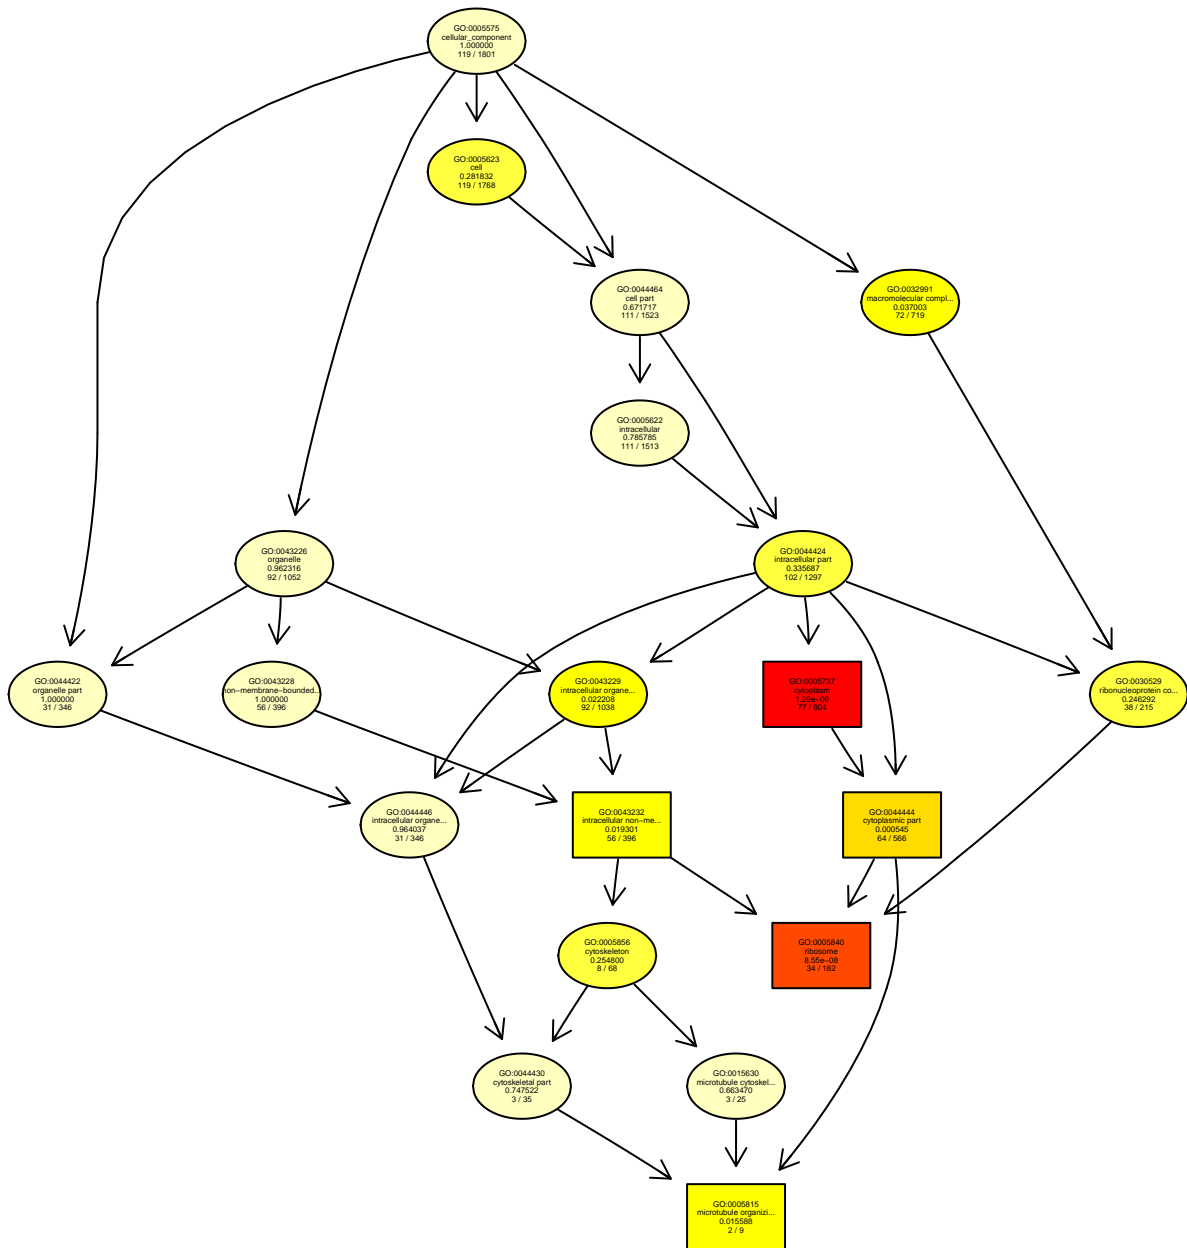 GO:0005575
cellular_component
1.000000
119 / 1801
GO:0005623
cell
0.281832
119 / 1768
GO:0044464
cell part
0.671717
111 / 1523
GO:0032991
macromolecular compl...
0.037003
72 / 719
GO:0005622
intracellular
0.785785
111 / 1513
GO:0043226
organelle
0.962316
92 / 1052
GO:0044424
intracellular part
0.335687
102 / 1297
GO:0044422
organelle part
1.000000
31 / 346
GO:0043228
non−membrane−bounded...
1.000000
56 / 396
GO:0043229
intracellular organe...
0.022208
92 / 1038
GO:0005737
cytoplasm
1.29e−09
77 / 804
GO:0030529
ribonucleoprotein co...
0.246292
38 / 215
GO:0044446
intracellular organe...
0.964037
31 / 346
GO:0043232
intracellular non−me...
0.019301
56 / 396
GO:0044444
cytoplasmic part
0.000545
64 / 566
GO:0005856
cytoskeleton
0.254800
8 / 68
GO:0005840
ribosome
8.55e−08
34 / 182
GO:0044430
cytoskeletal part
0.747522
3 / 35
GO:0015630
microtubule cytoskel...
0.663470
3 / 25
GO:0005815
microtubule organizi...
0.015588
2 / 9